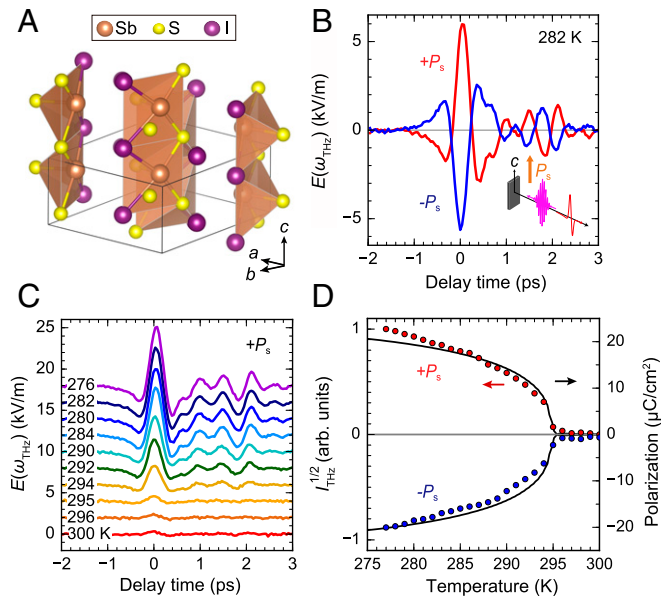 A
Sb S I
c
a
b
B
282 K
+Ps
c
Ps
-Ps
E(ωTHz) (kV/m)
5
0
−5
−2 −1 0 1 2 3
Delay time (ps)
C
+Ps
E(ωTHz) (kV/m)
25
20
15
10
5
0
276
282
280
284
290
292
294
295
296
300 K
−2 −1 0 1 2 3
Delay time (ps)
D
+Ps
-Ps
ITHz1/2 (arb. units)
1
0
−1
Polarization (μC/cm2)
20
10
0
−10
−20
275 280 285 290 295 300
Temperature (K)